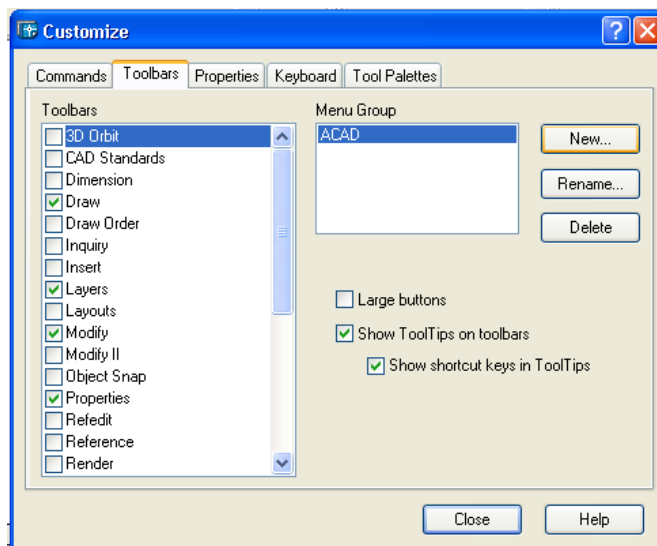 Customize
Commands Toolbars Properties Keyboard Tool Palettes
Toolbars
3D Orbit
CAD Standards
Dimension
Draw
Draw Order
Inquiry
Insert
Layers
Layouts
Modify
Modify II
Object Snap
Properties
Refedit
Reference
Render
Menu Group
ACAD
New...
Rename...
Delete
Large buttons
Show ToolTips on toolbars
Show shortcut keys in ToolTips
Close Help